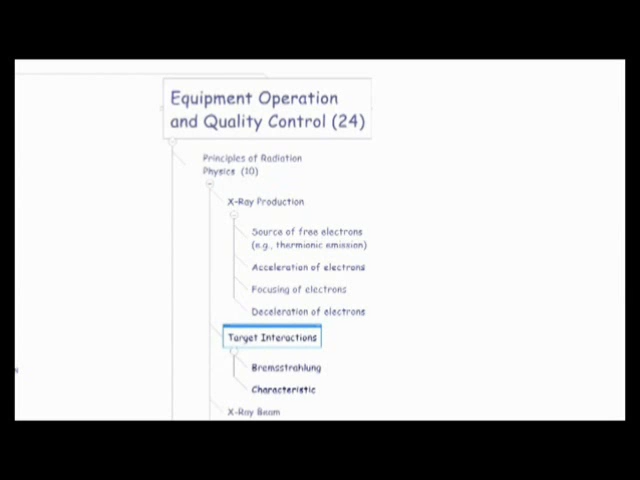 Equipment Operation
and Quality Control (24)
Principles of Radiation
Physics (10)
X-Ray Production
Source of free electrons
(e.g., thermionic emission)
Acceleration of electrons
Focusing of electrons
Deceleration of electrons
Target Interactions
Bremsstrahlung
Characteristic
X-Ray Beam